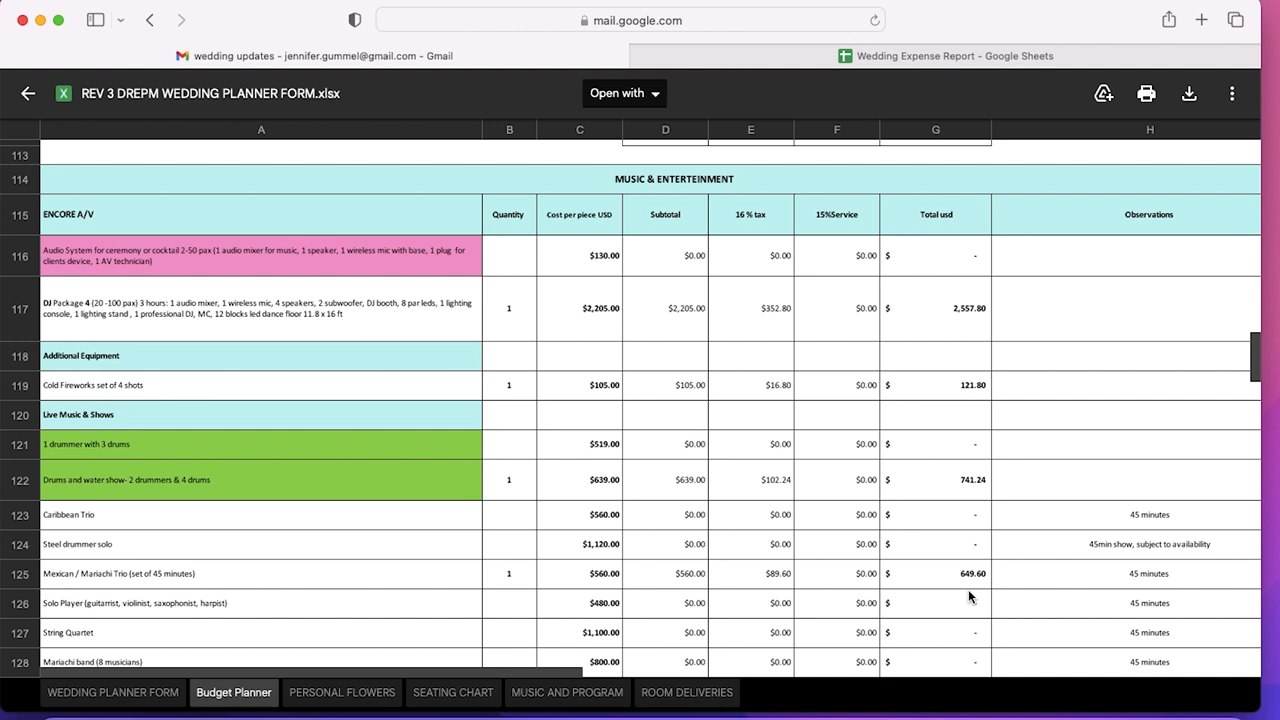 mail.google.com
wedding updates - jennifer.gummel@gmail.com - Gmail
Wedding Expense Report - Google Sheets
X REV 3 DREPM WEDDING PLANNER FORM.xlsx
Open with
A B C D E F G H
113
114 MUSIC & ENTERTEINMENT
115 ENCORE A/V Quantity Cost per piece USD Subtotal 16 % tax 15%Service Total usd Observations
116 Audio System for ceremony or cocktail 2-50 pax (1 audio mixer for music, 1 speaker, 1 wireless mic with base, 1 plug for
clients device, 1 AV technician) $130.00 $0.00 $0.00 $0.00 $ -
117 DJ Package 4 (20 -100 pax) 3 hours: 1 audio mixer, 1 wireless mic, 4 speakers, 2 subwoofer, DJ booth, 8 par leds, 1 lighting
console, 1 lighting stand , 1 professional DJ, MC, 12 blocks led dance floor 11.8 x 16 ft 1 $2,205.00 $2,205.00 $352.80 $0.00 $ 2,557.80
118 Additional Equipment
119 Cold Fireworks set of 4 shots 1 $105.00 $105.00 $16.80 $0.00 $ 121.80
120 Live Music & Shows
121 1 drummer with 3 drums $519.00 $0.00 $0.00 $0.00 $ -
122 Drums and water show- 2 drummers & 4 drums 1 $639.00 $639.00 $102.24 $0.00 $ 741.24
123 Caribbean Trio $560.00 $0.00 $0.00 $0.00 $ - 45 minutes
124 Steel drummer solo $1,120.00 $0.00 $0.00 $0.00 $ - 45min show, subject to availability
125 Mexican / Mariachi Trio (set of 45 minutes) 1 $560.00 $560.00 $89.60 $0.00 $ 649.60 45 minutes
126 Solo Player (guitarrist, violinist, saxophonist, harpist) $480.00 $0.00 $0.00 $0.00 $ - 45 minutes
127 String Quartet $1,100.00 $0.00 $0.00 $0.00 $ - 45 minutes
128 Mariachi band (8 musicians) $800.00 $0.00 $0.00 $0.00 $ - 45 minutes
WEDDING PLANNER FORM Budget Planner PERSONAL FLOWERS SEATING CHART MUSIC AND PROGRAM ROOM DELIVERIES